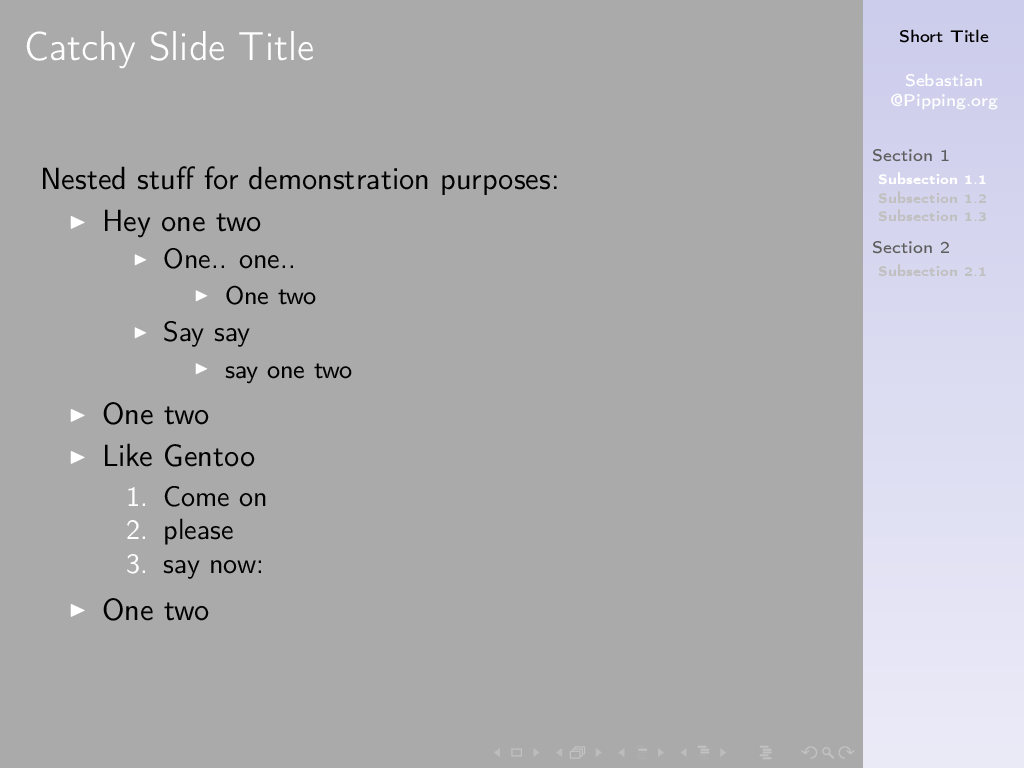 Catchy Slide Title
Nested stuff for demonstration purposes:
Hey one two
One.. one..
One two
Say say
say one two
One two
Like Gentoo
1. Come on
2. please
3. say now:
One two
Short Title
Sebastian
@Pipping.org
Section 1
Subsection 1.1
Subsection 1.2
Subsection 1.3
Section 2
Subsection 2.1